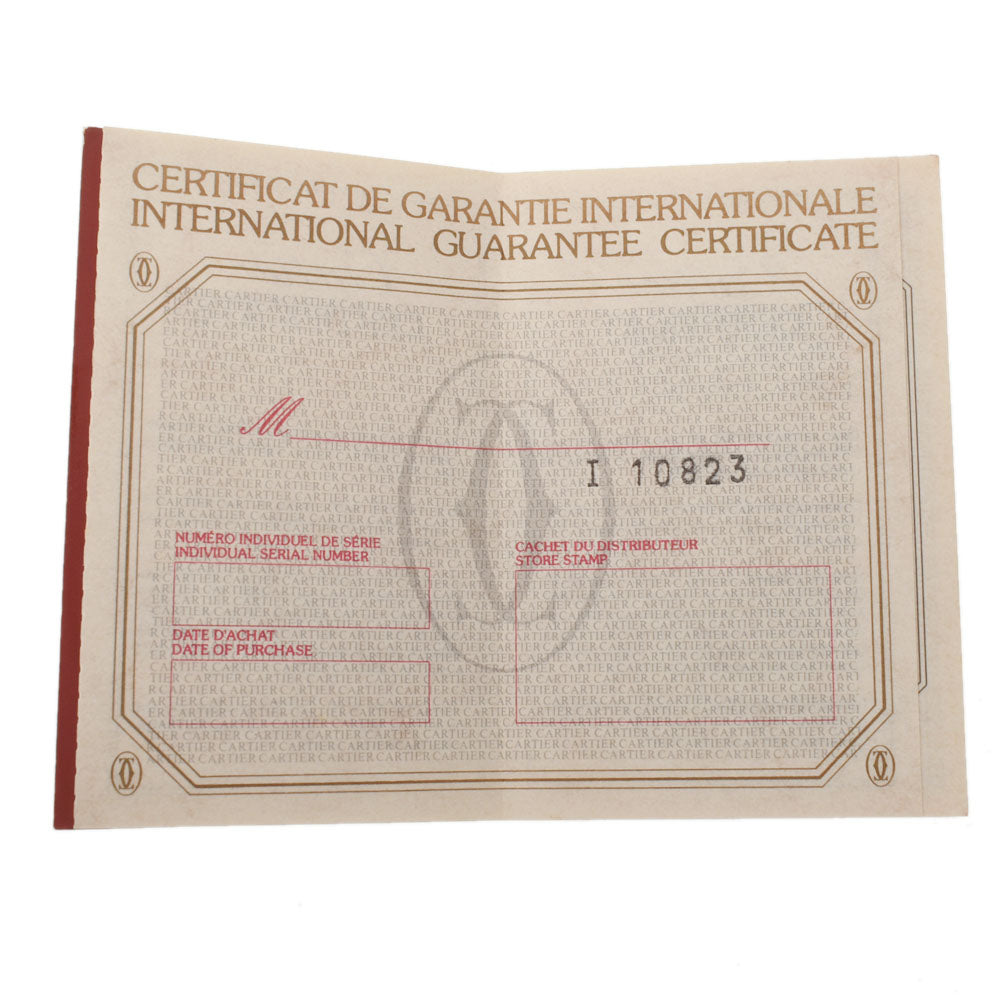 CERTIFICAT DE GARANTIE INTERNATIONALE
INTERNATIONAL GUARANTEE CERTIFICATE
M
I 10823
NUMÉRO INDIVIDUEL DE SÉRIE
INDIVIDUAL SERIAL NUMBER
CACHET DU DISTRIBUTEUR
STORE STAMP
DATE D'ACHAT
DATE OF PURCHASE